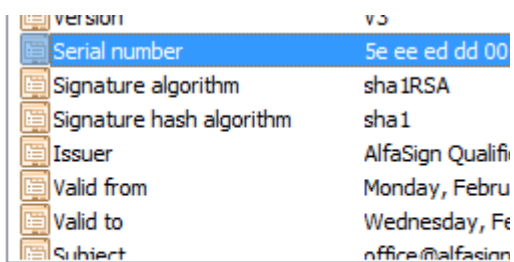 Version V3
Serial number 5e ee ed dd 00
Signature algorithm sha1RSA
Signature hash algorithm sha1
Issuer AlfaSign Qualifi
Valid from Monday, Febru
Valid to Wednesday, Fe
Subject office@alfasign